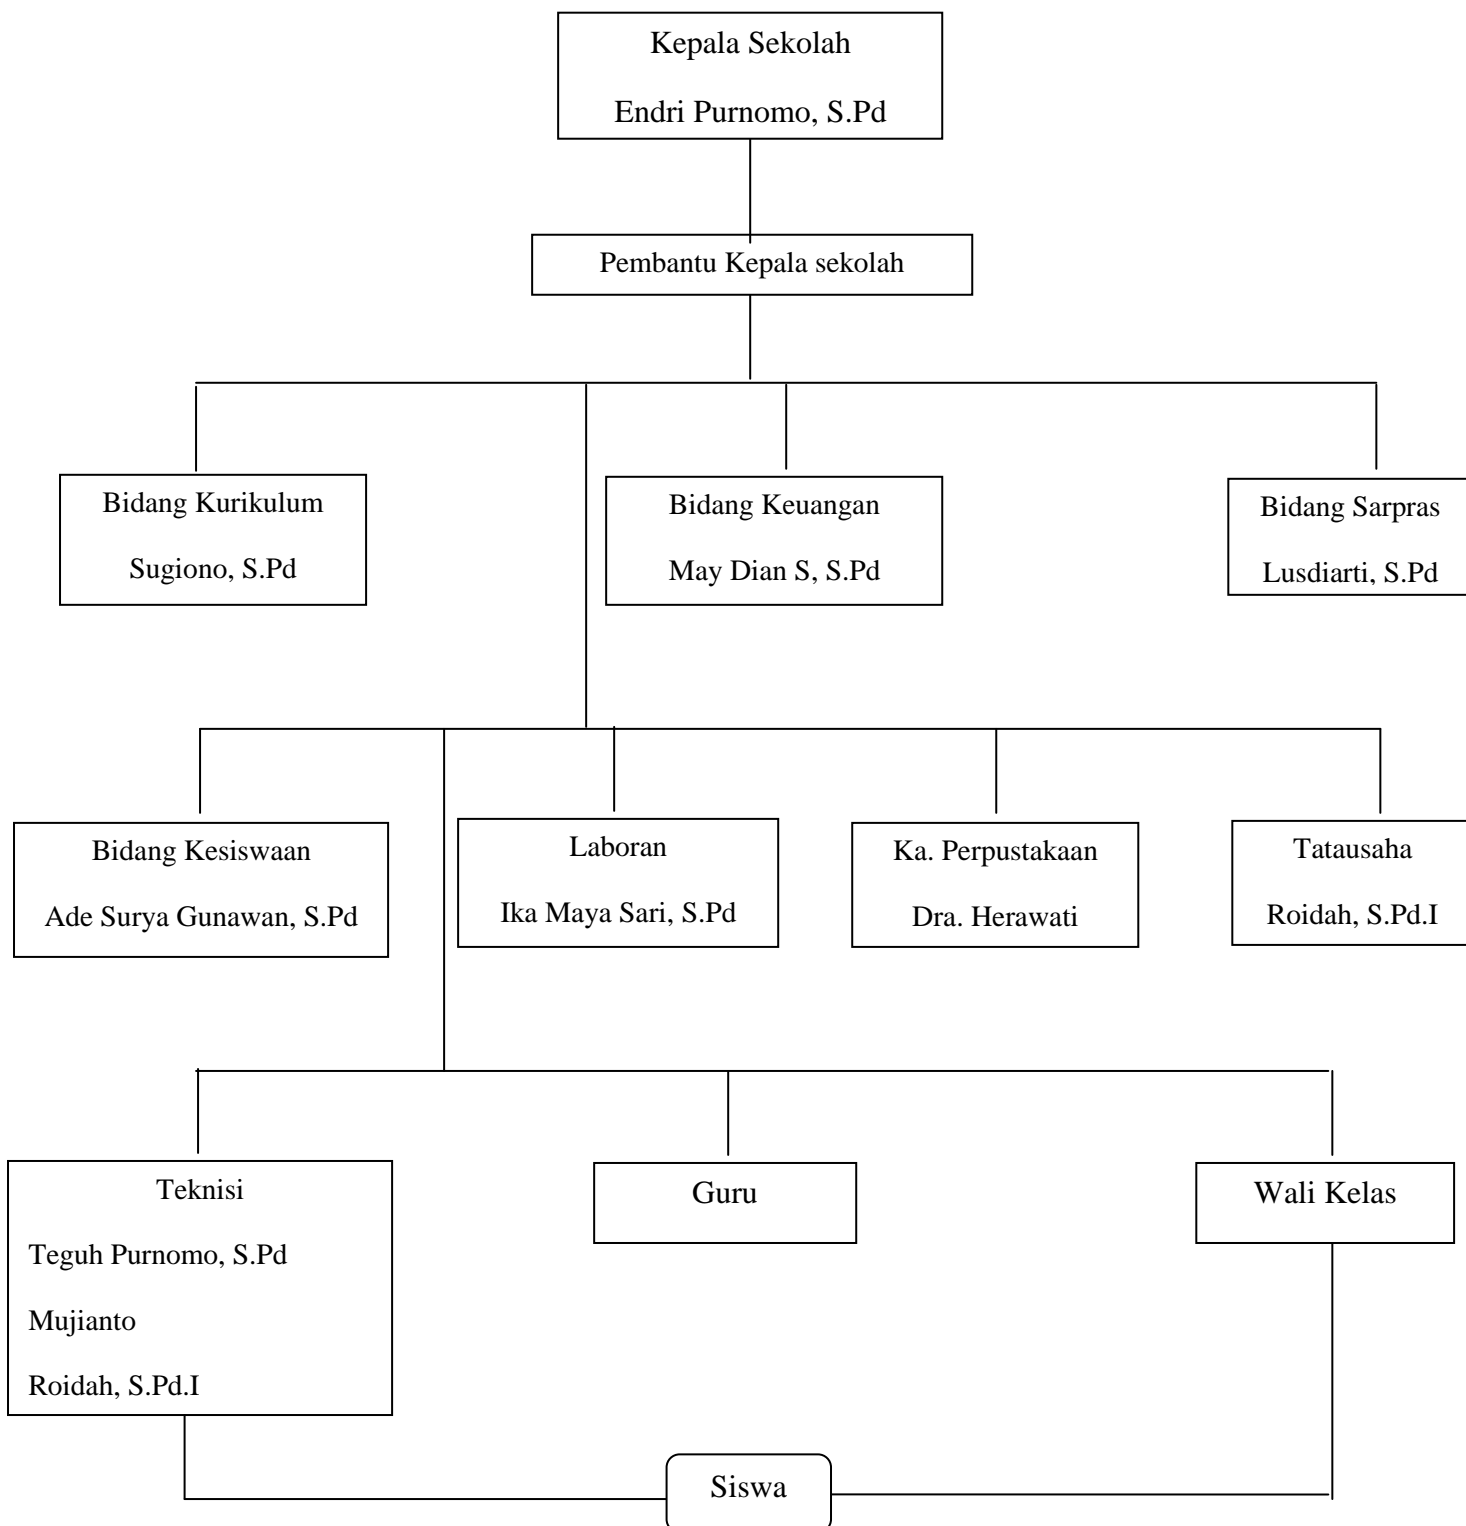 Kepala Sekolah
Endri Purnomo, S.Pd
Pembantu Kepala sekolah
Bidang Kurikulum
Sugiono, S.Pd
Bidang Keuangan
May Dian S, S.Pd
Bidang Sarpras
Lusdiarti, S.Pd
Bidang Kesiswaan
Ade Surya Gunawan, S.Pd
Laboran
Ika Maya Sari, S.Pd
Ka. Perpustakaan
Dra. Herawati
Tatausaha
Roidah, S.Pd.I
Teknisi
Teguh Purnomo, S.Pd
Mujianto
Roidah, S.Pd.I
Guru
Wali Kelas
Siswa